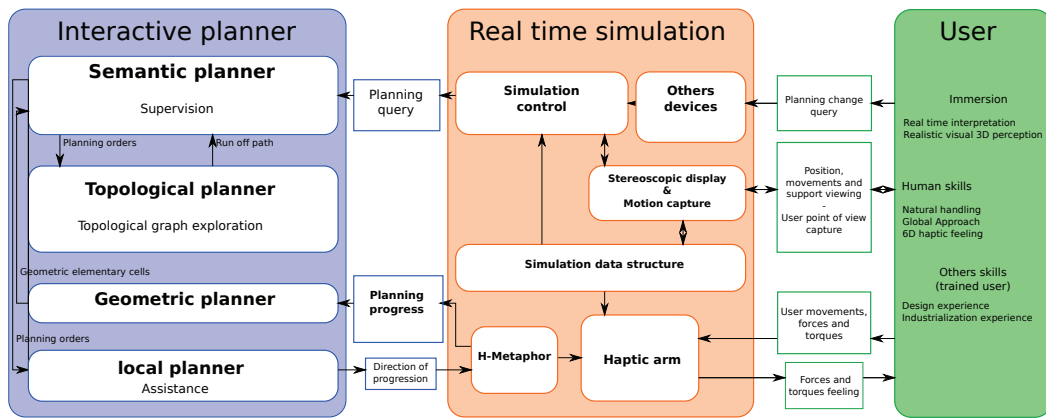 Interactive planner
Semantic planner
Supervision
Planning orders
Run off path
Topological planner
Topological graph exploration
Geometric elementary cells
Geometric planner
Planning orders
local planner
Assistance
Planning
query
Planning
progress
Direction of
progression
Real time simulation
Simulation
control
Others
devices
Stereoscopic display
&
Motion capture
Simulation data structure
H-Metaphor
Haptic arm
Planning change
query
Position,
movements and
support viewing
-
User point of view
capture
User movements,
forces and
torques
Forces and
torques feeling
User
Immersion
Real time interpretation
Realistic visual 3D perception
Human skills
Natural handling
Global Approach
6D haptic feeling
Others skills
(trained user)
Design experience
Industrialization experience